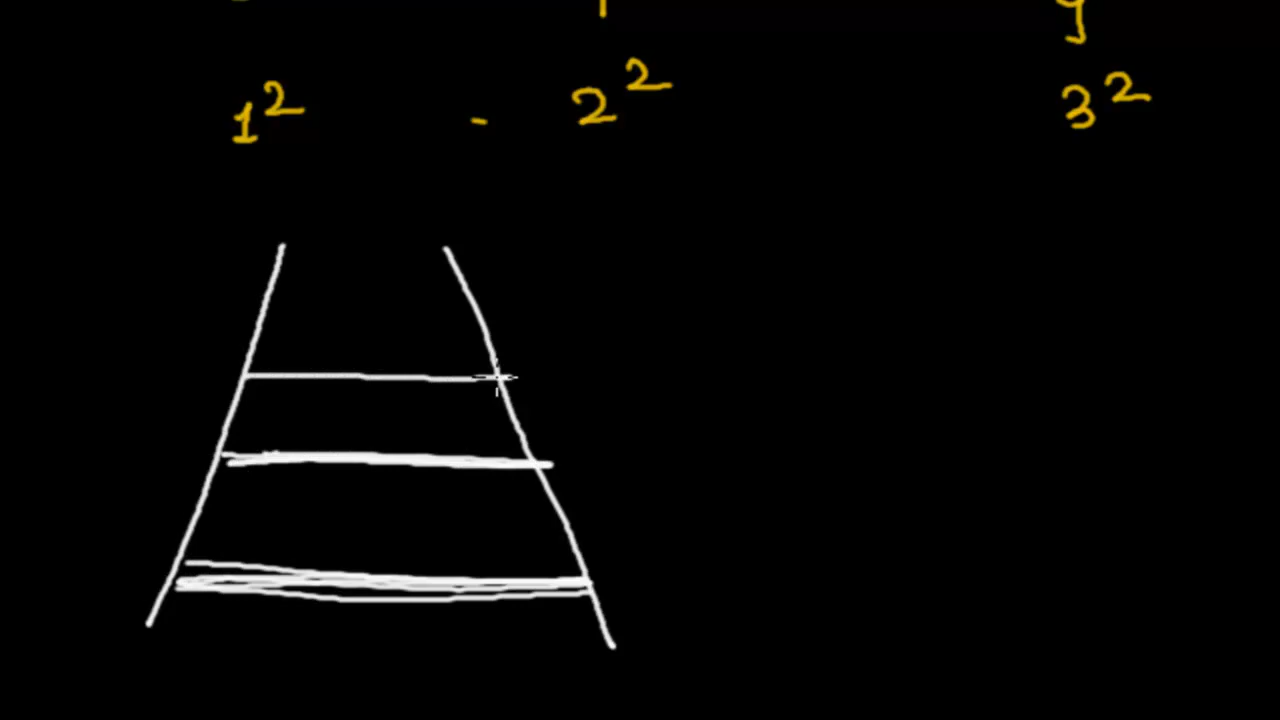 1² - 2² 3²